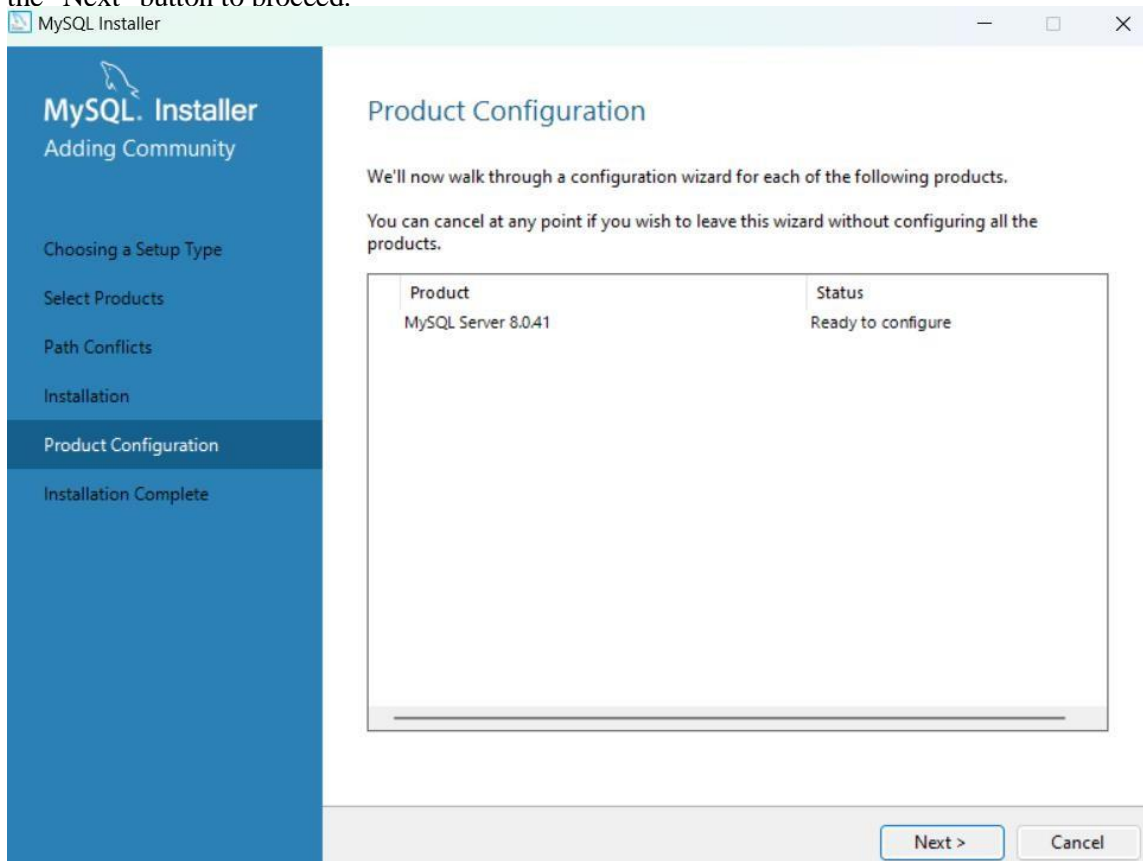 the "Next" button to proceed.
MySQL Installer
MySQL. Installer
Adding Community
Choosing a Setup Type
Select Products
Path Conflicts
Installation
Product Configuration
Installation Complete
Product Configuration
We'll now walk through a configuration wizard for each of the following products.
You can cancel at any point if you wish to leave this wizard without configuring all the
products.
Product Status
MySQL Server 8.0.41 Ready to configure
Next > Cancel